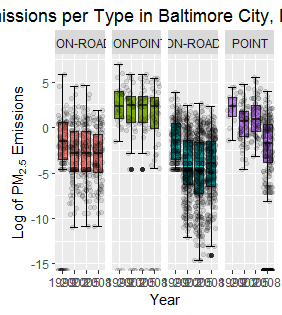 nissions per Type in Baltimore City, I
ON-ROAD ONPOINT ON-ROAD POINT
Log of PM2.5 Emissions
5
0
-5
-10
-15
Year